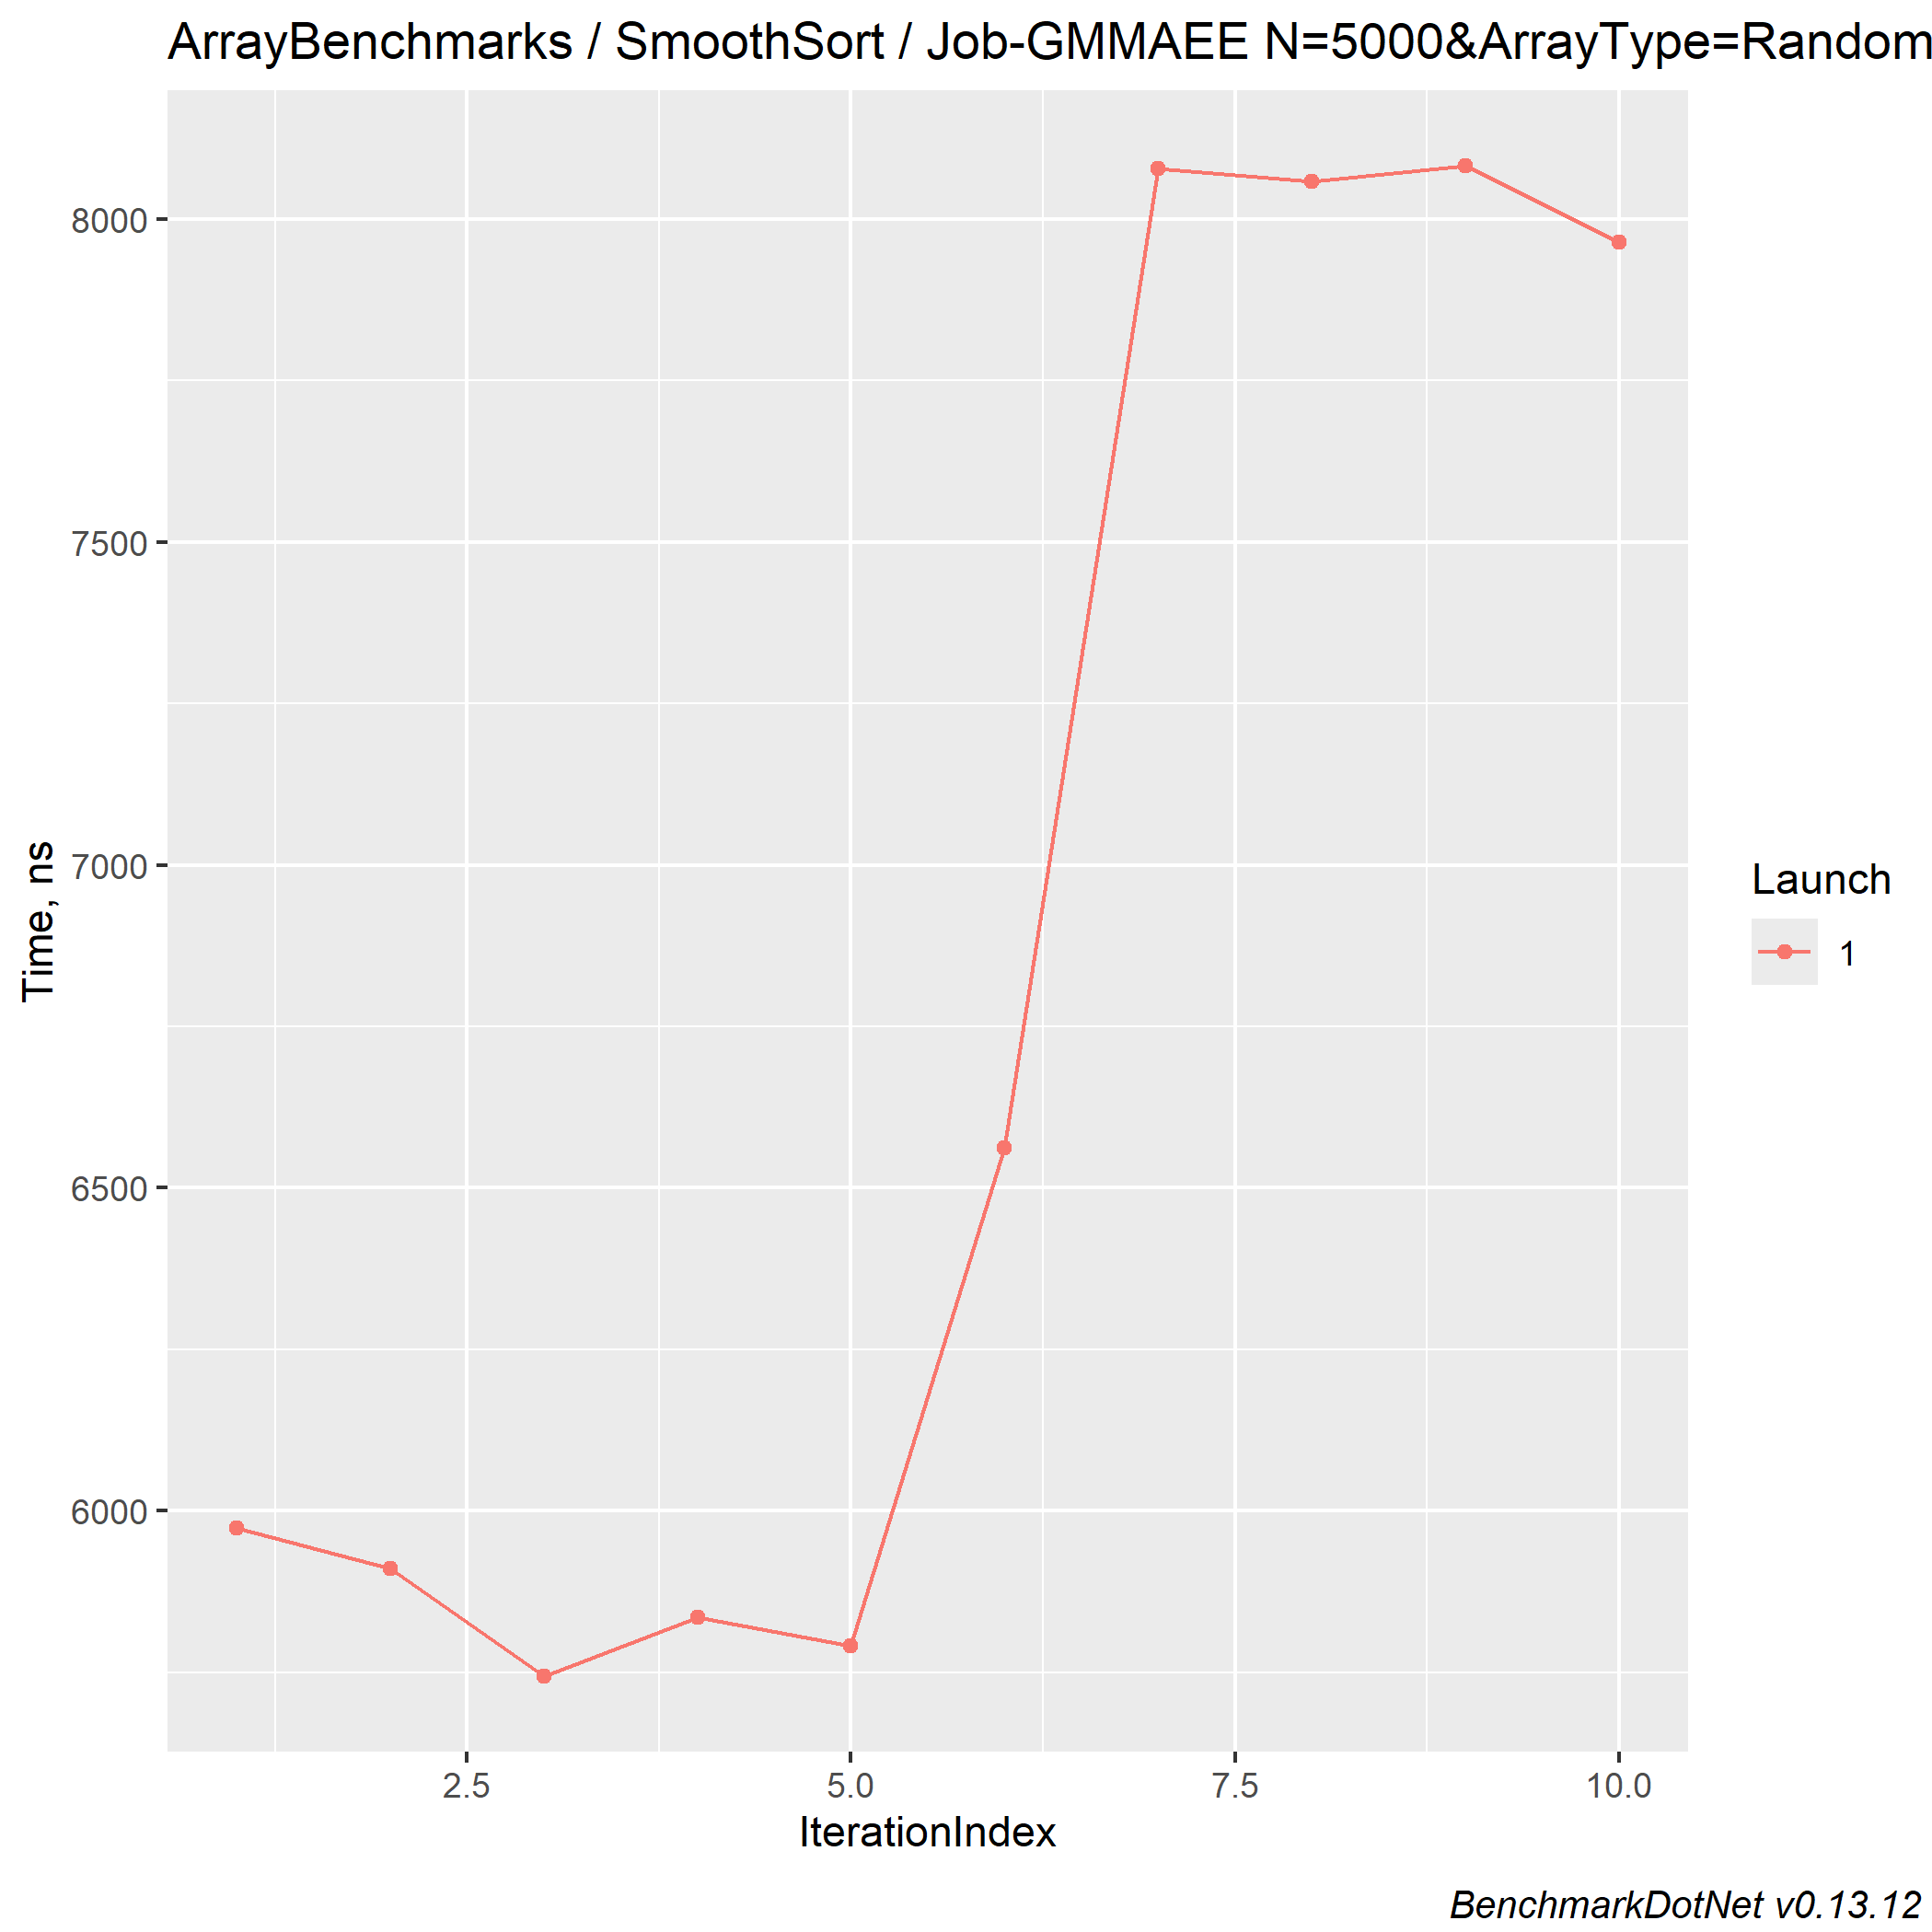 ArrayBenchmarks / SmoothSort / Job-GMMAEE N=5000&ArrayType=Random
8000
7500
7000
6500
6000
Time, ns
2.5 5.0 7.5 10.0
IterationIndex
Launch
1
BenchmarkDotNet v0.13.12